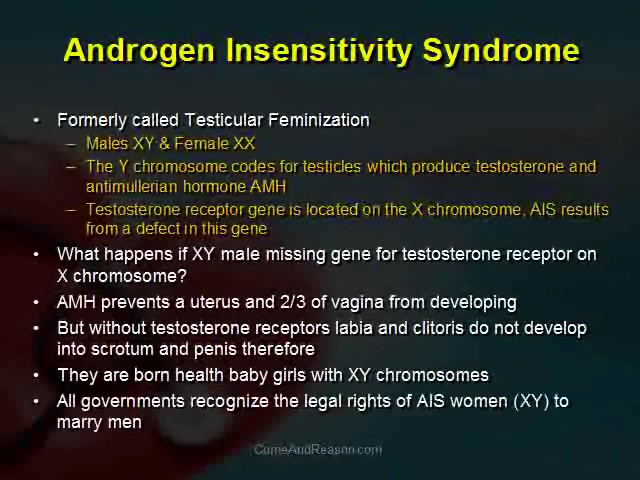 Androgen Insensitivity Syndrome
• Formerly called Testicular Feminization
– Males XY & Female XX
– The Y chromosome codes for testicles which produce testosterone and
antimullerian hormone AMH
– Testosterone receptor gene is located on the X chromosome, AIS results
from a defect in this gene
• What happens if XY male missing gene for testosterone receptor on
X chromosome?
• AMH prevents a uterus and 2/3 of vagina from developing
• But without testosterone receptors labia and clitoris do not develop
into scrotum and penis therefore
• They are born health baby girls with XY chromosomes
• All governments recognize the legal rights of AIS women (XY) to
marry men
ComeAndReason.com